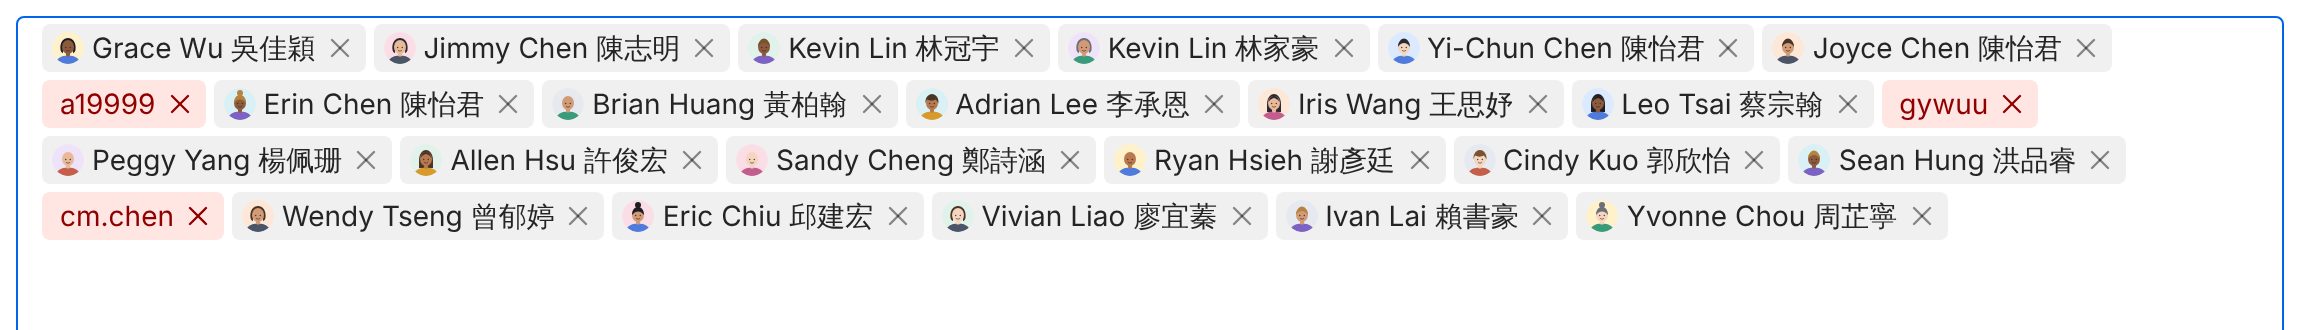 Grace Wu 吳佳穎 Jimmy Chen 陳志明 Kevin Lin 林冠宇 Kevin Lin 林家豪 Yi-Chun Chen 陳怡君 Joyce Chen 陳怡君
a19999 Erin Chen 陳怡君 Brian Huang 黃柏翰 Adrian Lee 李承恩 Iris Wang 王思妤 Leo Tsai 蔡宗翰 gywuu
Peggy Yang 楊佩珊 Allen Hsu 許俊宏 Sandy Cheng 鄭詩涵 Ryan Hsieh 謝彥廷 Cindy Kuo 郭欣怡 Sean Hung 洪品睿
cm.chen Wendy Tseng 曾郁婷 Eric Chiu 邱建宏 Vivian Liao 廖宜蓁 Ivan Lai 賴書豪 Yvonne Chou 周芷寧